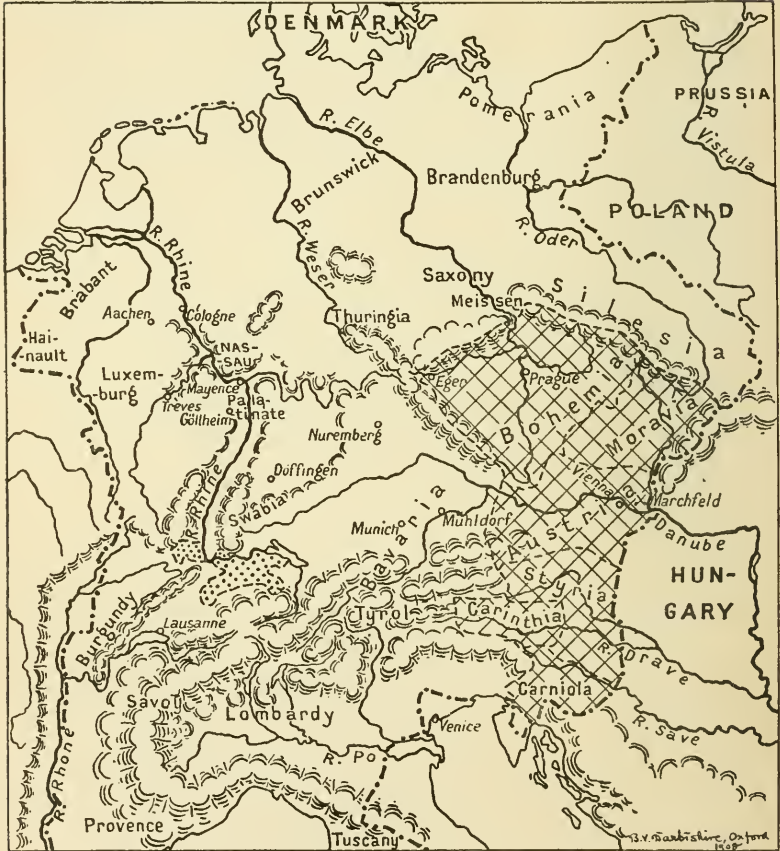 DENMARK
PRUSSIA
Pomerania
R. Vistula
R. Elbe
Brunswick
Brandenburg
POLAND
R. Oder
R. Weser
R. Rhine
Brabant
Saxony
Meissen
Silesia
Aachen
Cologne
Thuringia
Hai-
-nault
NAS-
SAU
Luxem-
-burg
Mayence
Palla-
tinate
Treves
Göllheim
Eger
Prague
Bohemia
Moravia
Nuremberg
Döffingen
R. Rhine
Swabia
Vienna
Marchfeld
Munich
Bavaria
Mühldorf
Austria
Danube
HUN-
GARY
Styria
Burgundy
Lausanne
Tyrol
Carinthia
R. Drave
Savoy
Lombardy
Carniola
R. Save
Venice
R. Rhone
R. Po
Provence
Tuscany
B.V. Darbishire, Oxford
1908